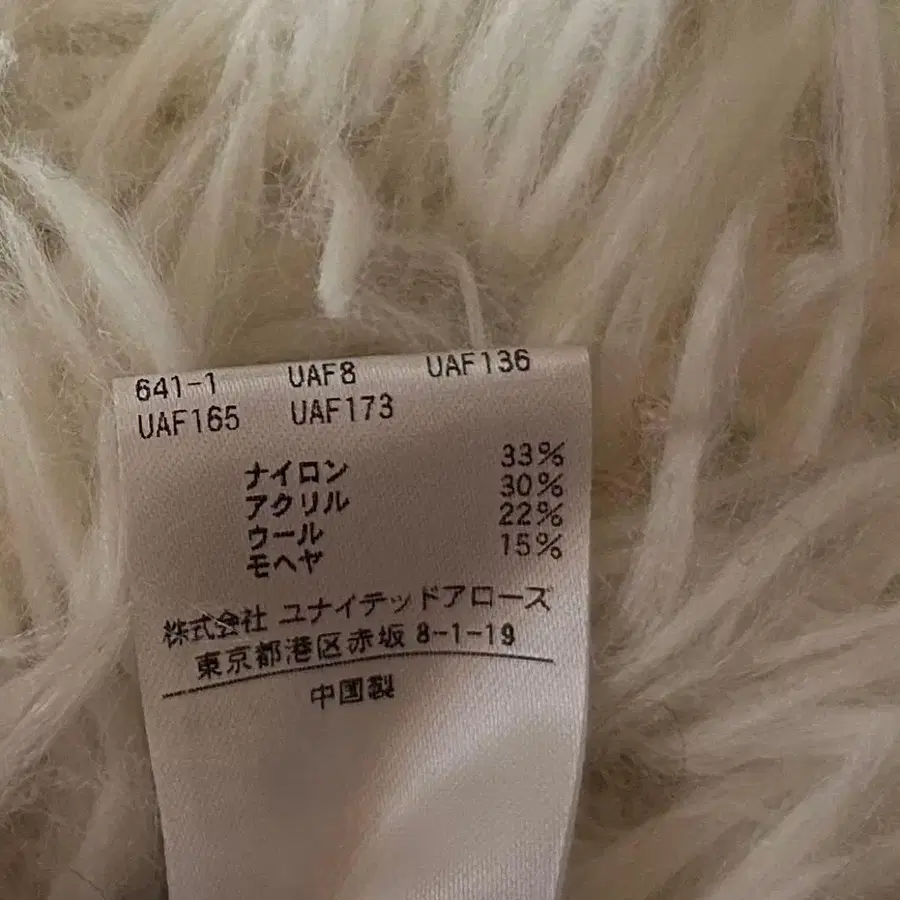 641-1 UAF8 UAF136
UAF165 UAF173
ナイロン 33%
アクリル 30%
ウール 22%
モヘヤ 15%
株式会社 ユナイテッドアローズ
東京都港区赤坂 8-1-19
中国製